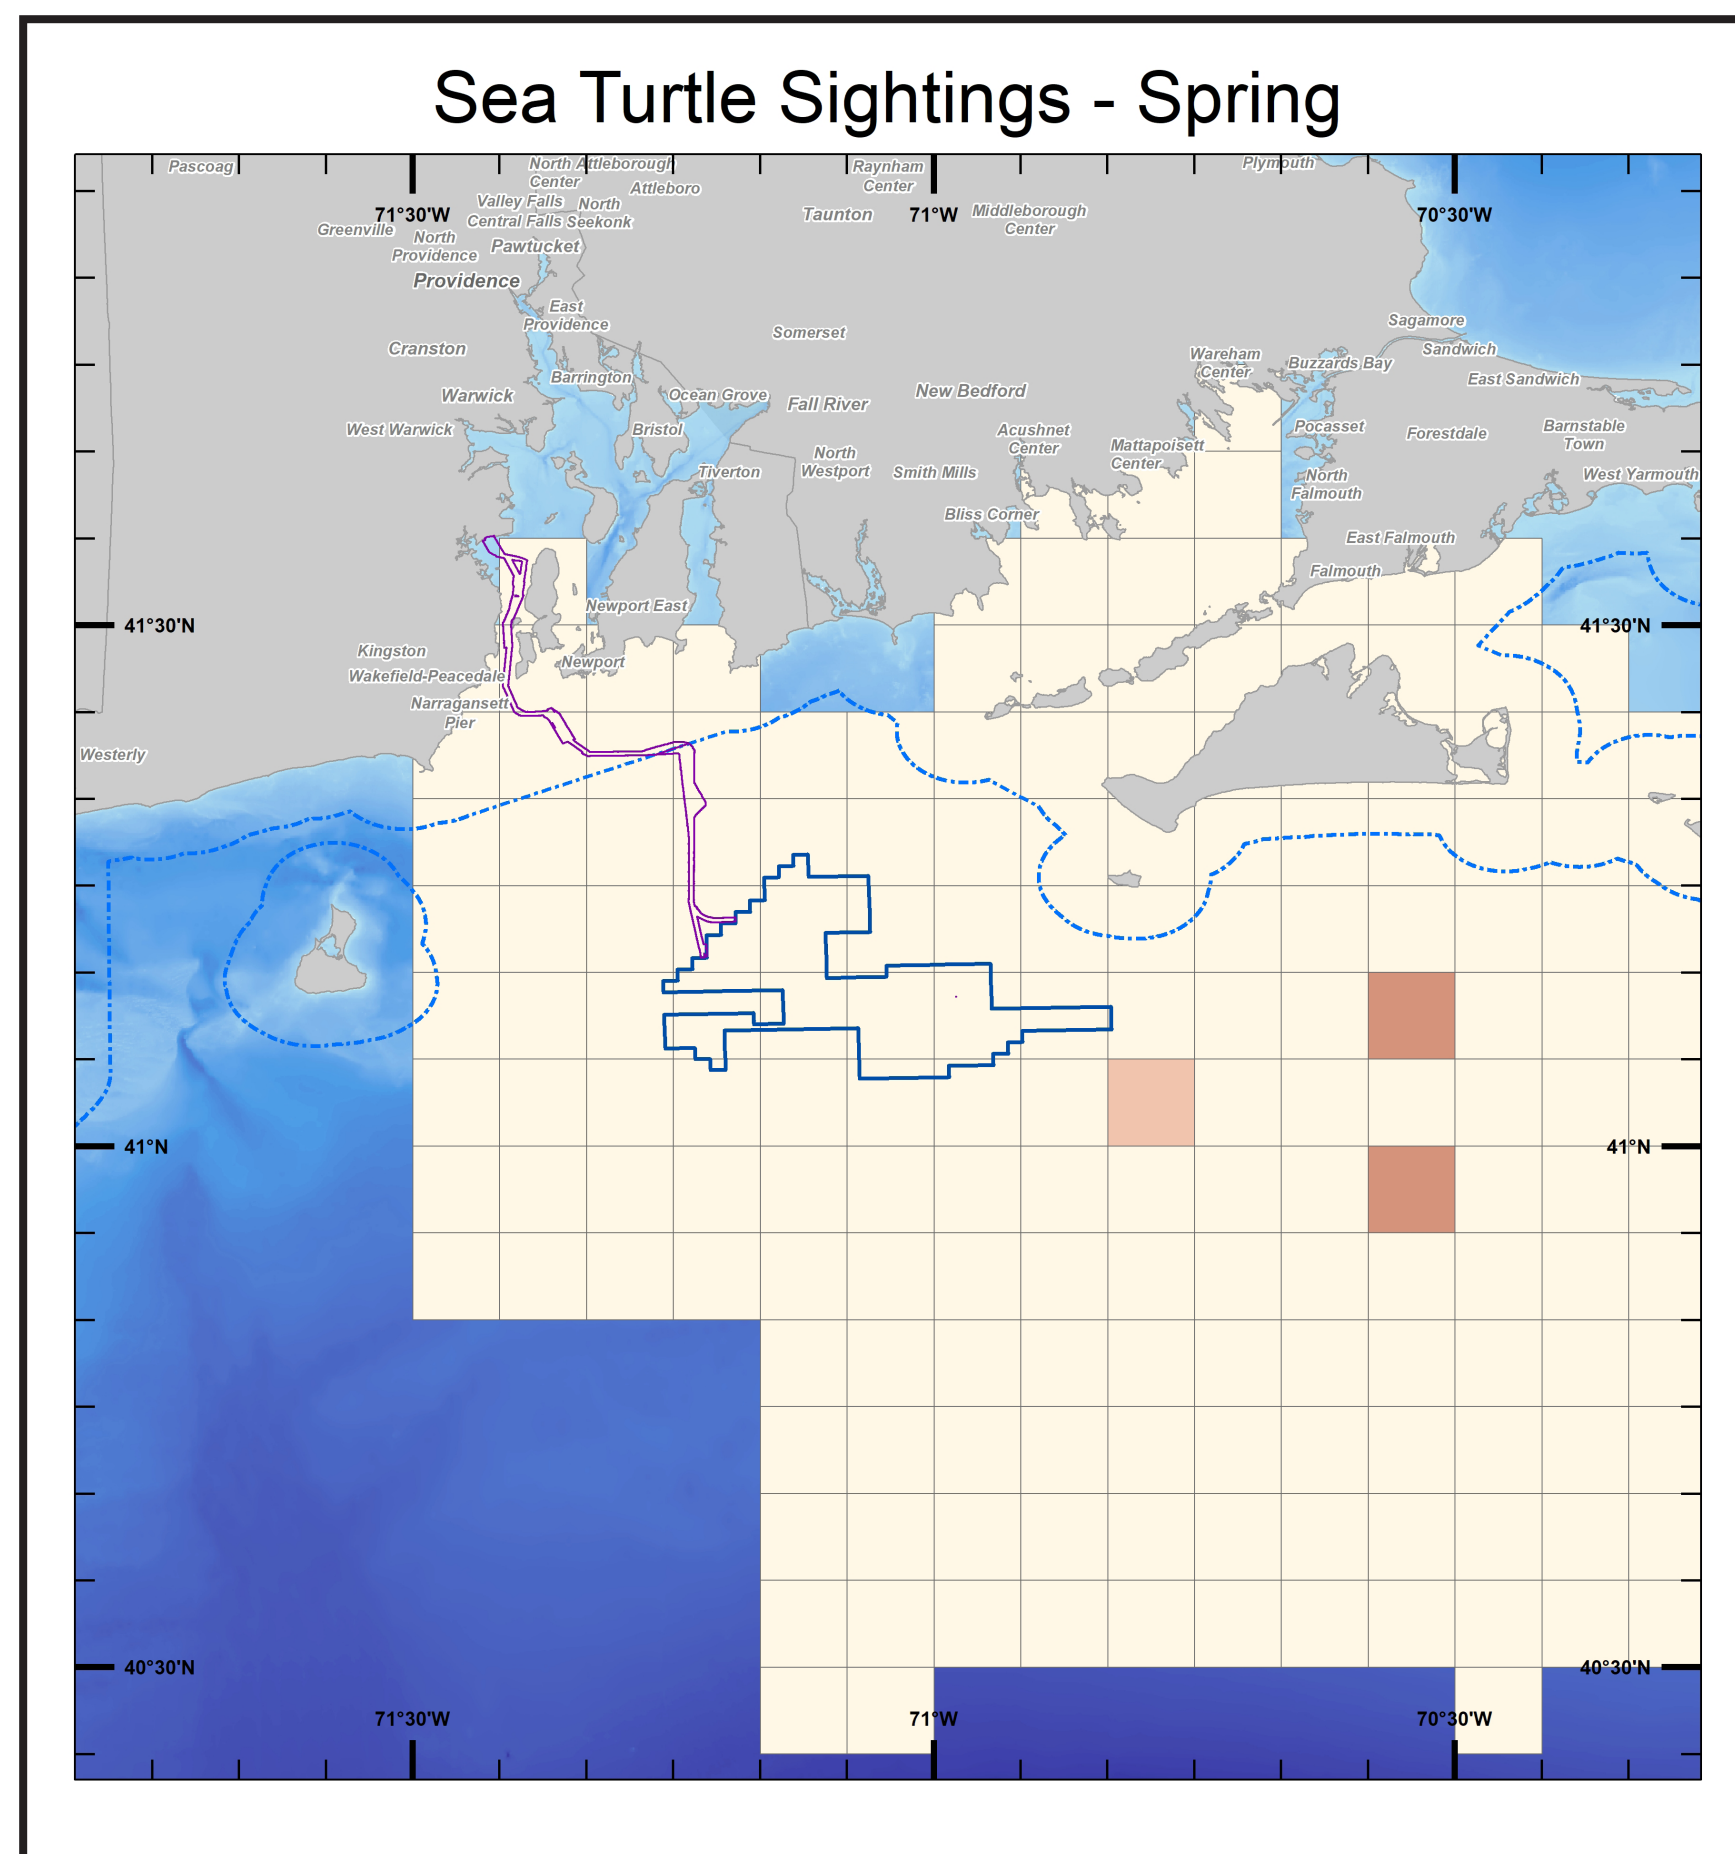 Sea Turtle Sightings - Spring
Pascoag
North Attleborough
Center
Attleboro
Raynham
Center
Plymouth
Valley Falls
North
Central Falls
Seekonk
71°30'W
Taunton
71°W
Middleborough
Center
70°30'W
Greenville
North
Providence
Pawtucket
Providence
East
Providence
Somerset
Sagamore
Cranston
Wareham
Center
Buzzards Bay
Sandwich
Barrington
East Sandwich
Warwick
Ocean Grove
Fall River
New Bedford
West Warwick
Bristol
Acushnet
Center
Mattapoisett
Center
Pocasset
Forestdale
Barnstable
Town
Tiverton
North
Westport
Smith Mills
North
Falmouth
West Yarmouth
Bliss Corner
East Falmouth
Falmouth
Newport East
41°30'N
41°30'N
Kingston
Newport
Wakefield-Peacedale
Narragansett
Pier
Westerly
41°N
41°N
40°30'N
40°30'N
71°30'W
71°W
70°30'W